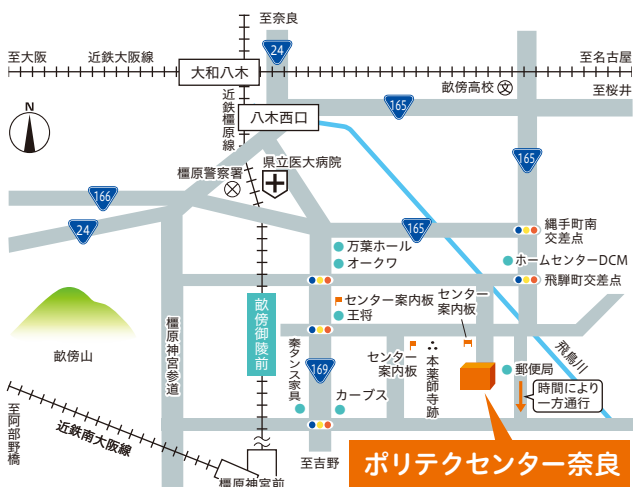 至奈良
24
至大阪
近鉄大阪線
大和八木
至名古屋
畝傍高校
文
至桜井
N
近鉄橿原線
八木西口
165
165
県立医大病院
橿原警察署
166
24
165
縄手町南
交差点
万葉ホール
オークワ
ホームセンターDCM
飛騨町交差点
センター案内板
王将
センター
案内板
畝傍御陵前
畝傍山
橿原神宮参道
秦タンス家具
169
センター
案内板
本薬師寺跡
飛鳥川
郵便局
時間により
一方通行
カーブス
至阿部野橋
近鉄南大阪線
至吉野
橿原神宮前
ポリテクセンター奈良